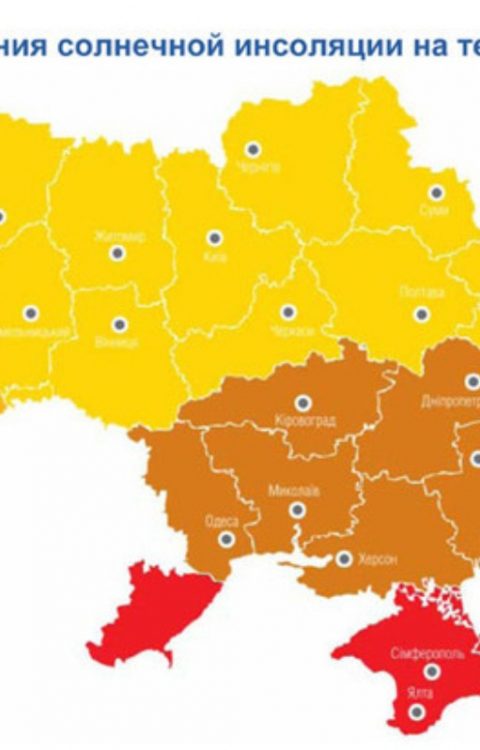 ния солнечной инсоляции на те
Чернігів
Суми
Житомир
Київ
Полтава
мельницький
Вінниця
Черкаси
Дніпропетр
Кіровоград
Миколаїв
Одеса
Херсон
Сімферополь
Ялта